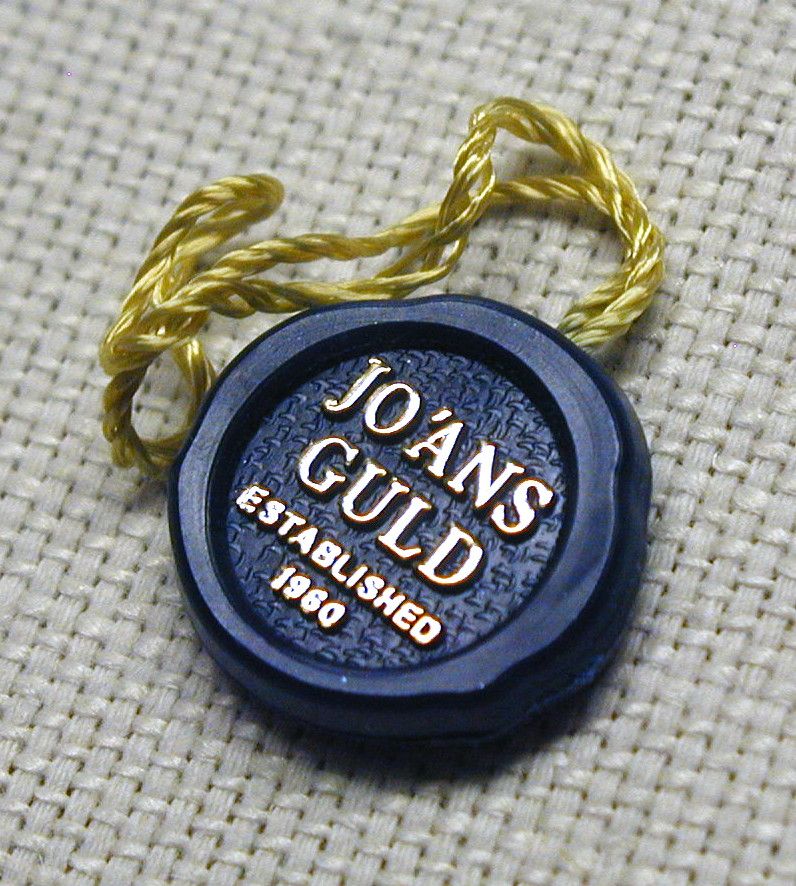 JO'ANS
GULD
ESTABLISHED
1960